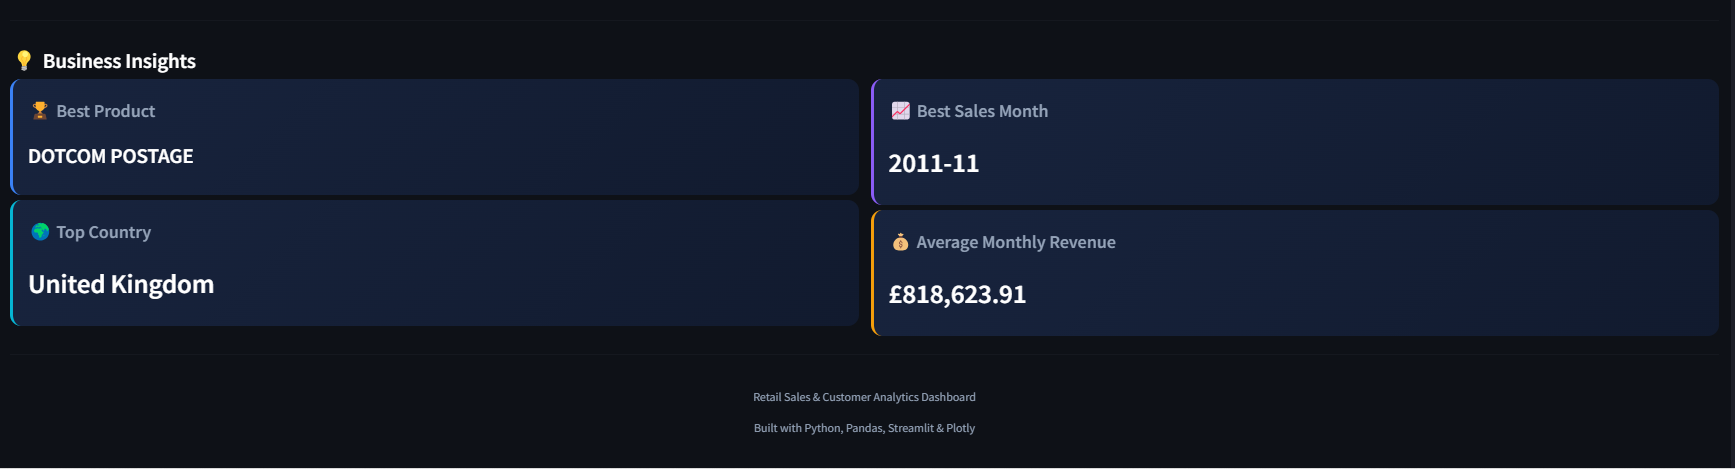 💡 Business Insights
🏆 Best Product
DOTCOM POSTAGE
📈 Best Sales Month
2011-11
🌍 Top Country
United Kingdom
💰 Average Monthly Revenue
£818,623.91
Retail Sales & Customer Analytics Dashboard
Built with Python, Pandas, Streamlit & Plotly